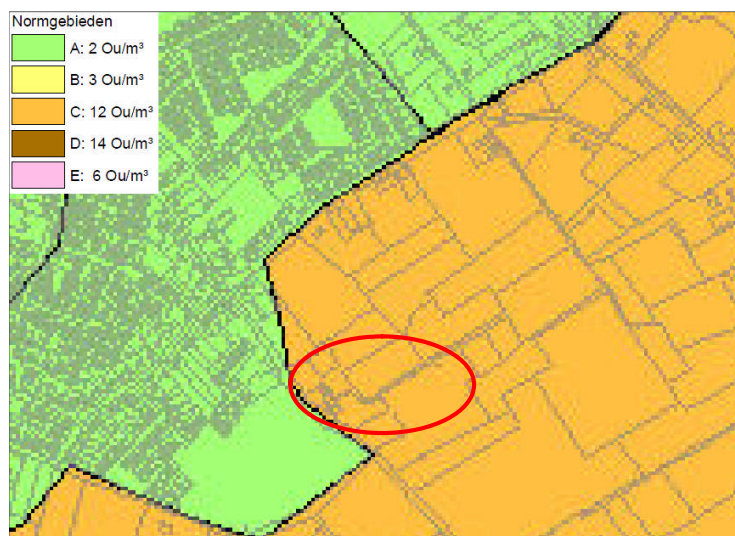 Normgebieden
A: 2 Ou/m³
B: 3 Ou/m³
C: 12 Ou/m³
D: 14 Ou/m³
E: 6 Ou/m³